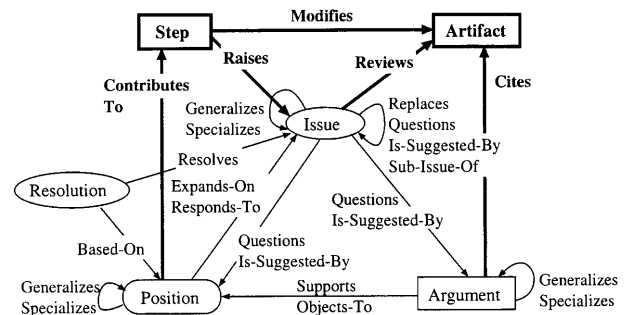 Modifies
Step
Artifact
Raises
Reviews
Contributes
To
Cites
Generalizes
Specializes
Issue
Replaces
Questions
Is-Suggested-By
Sub-Issue-Of
Resolves
Resolution
Expands-On
Responds-To
Questions
Is-Suggested-By
Based-On
Questions
Is-Suggested-By
Generalizes
Specializes
Position
Supports
Objects-To
Argument
Generalizes
Specializes